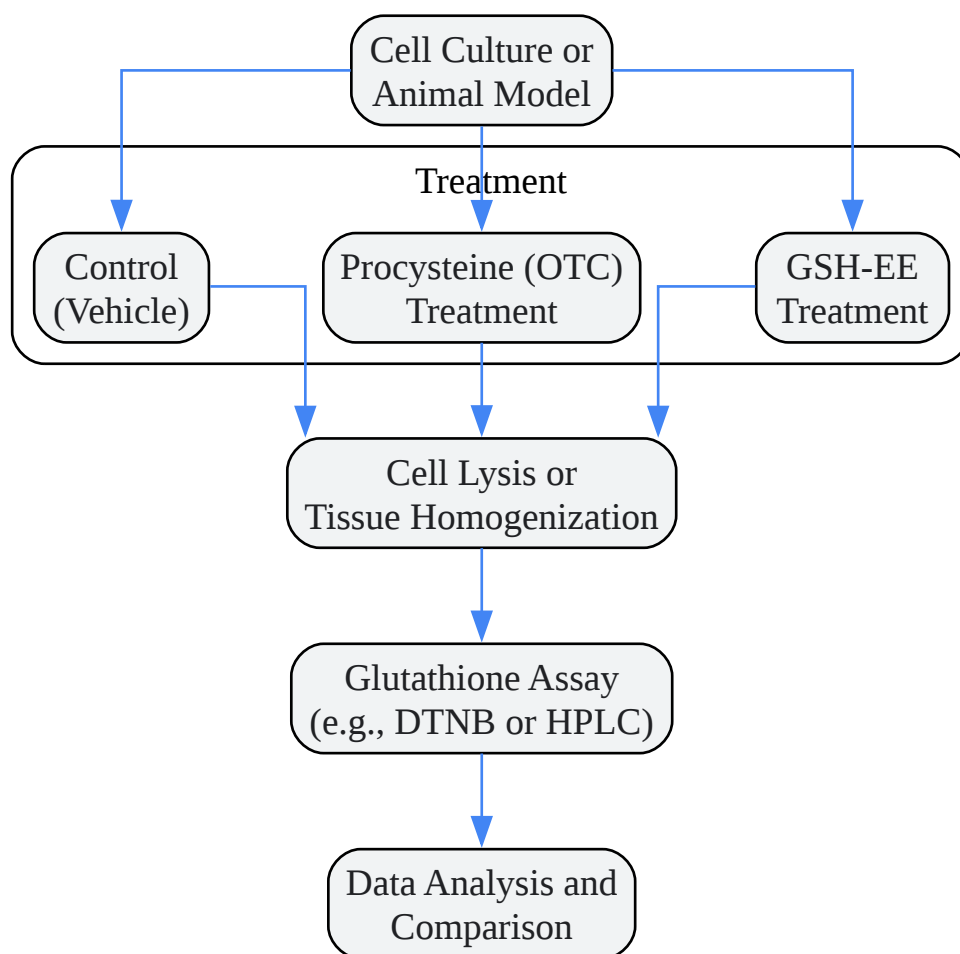 Cell Culture or
Animal Model
Treatment
Control
(Vehicle)
Procysteine (OTC)
Treatment
GSH-EE
Treatment
Cell Lysis or
Tissue Homogenization
Glutathione Assay
(e.g., DTNB or HPLC)
Data Analysis and
Comparison